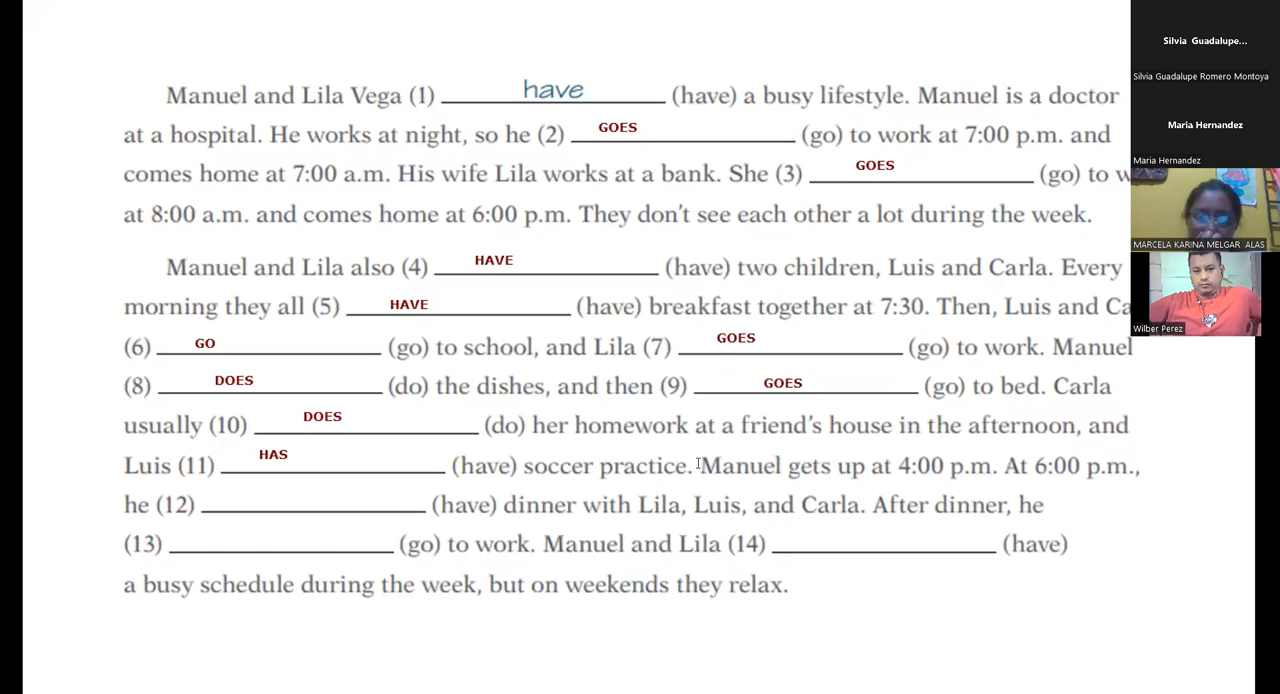 Manuel and Lila Vega (1) have (have) a busy lifestyle. Manuel is a doctor
at a hospital. He works at night, so he (2) GOES (go) to work at 7:00 p.m. and
comes home at 7:00 a.m. His wife Lila works at a bank. She (3) GOES (go) to w
at 8:00 a.m. and comes home at 6:00 p.m. They don't see each other a lot during the week.
Manuel and Lila also (4) HAVE (have) two children, Luis and Carla. Every
morning they all (5) HAVE (have) breakfast together at 7:30. Then, Luis and Ca
(6) GO (go) to school, and Lila (7) GOES (go) to work. Manuel
(8) DOES (do) the dishes, and then (9) GOES (go) to bed. Carla
usually (10) DOES (do) her homework at a friend's house in the afternoon, and
Luis (11) HAS (have) soccer practice. Manuel gets up at 4:00 p.m. At 6:00 p.m.,
he (12) (have) dinner with Lila, Luis, and Carla. After dinner, he
(13) (go) to work. Manuel and Lila (14) (have)
a busy schedule during the week, but on weekends they relax.
Silvia Guadalupe...
Silvia Guadalupe Romero Montoya
Maria Hernandez
Maria Hernandez
MARCELA KARINA MELGAR ALAS
Wilber Perez